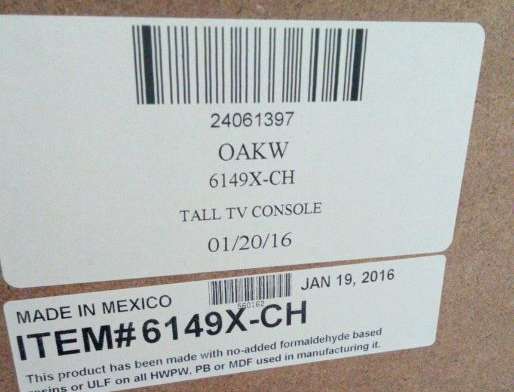 24061397
OAKW
6149X-CH
TALL TV CONSOLE
01/20/16
MADE IN MEXICO
560162
JAN 19, 2016
ITEM# 6149X-CH
This product has been made with no-added formaldehyde based
resins or ULF on all HWPW, PB or MDF used in manufacturing it.